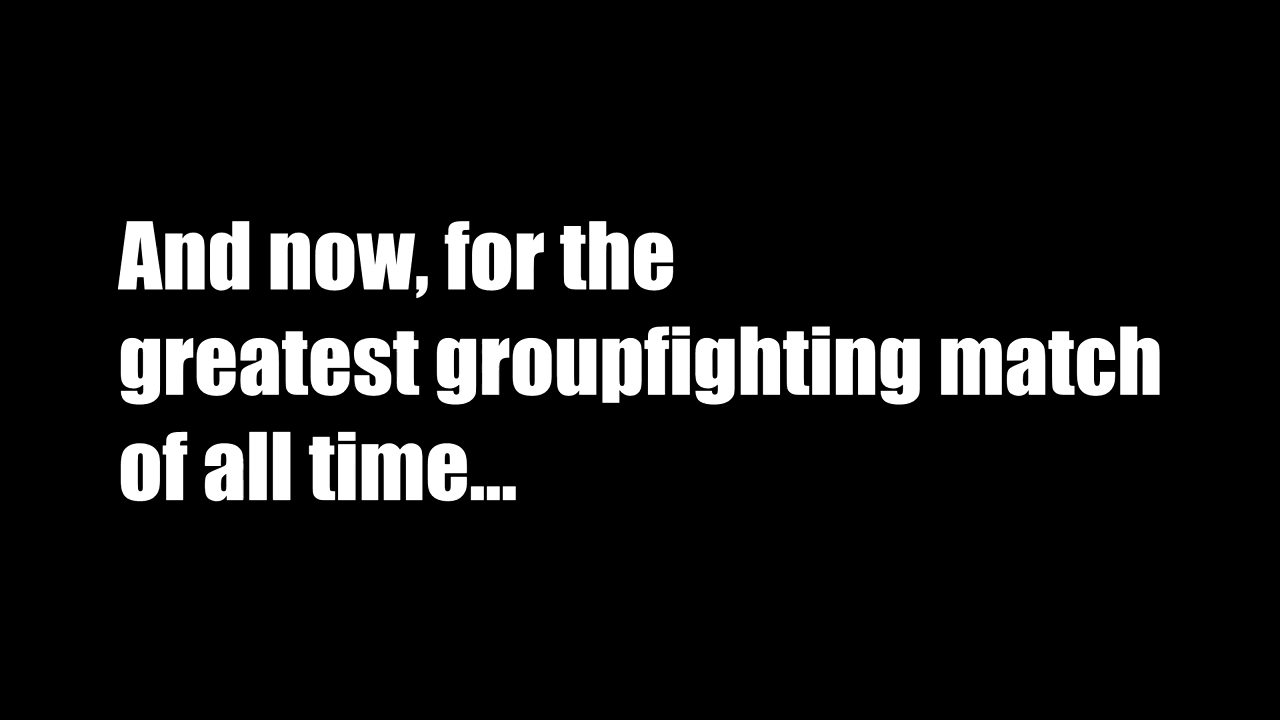 And now, for the
greatest groupfighting match
of all time...